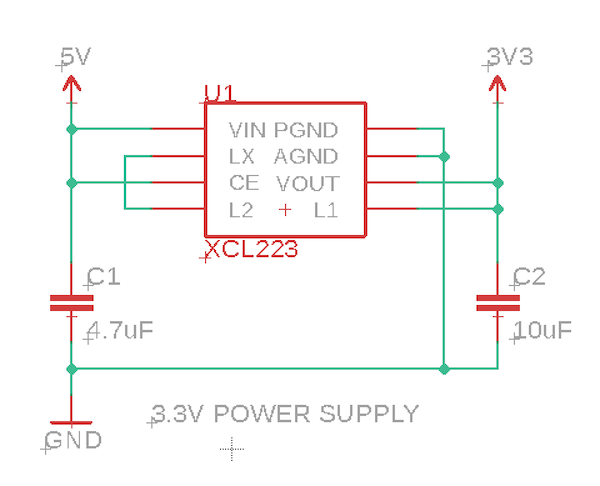 5V
3V3
U1
VIN PGND
LX AGND
CE VOUT
L2 L1
XCL223
C1
C2
4.7uF
10uF
3.3V POWER SUPPLY
GND